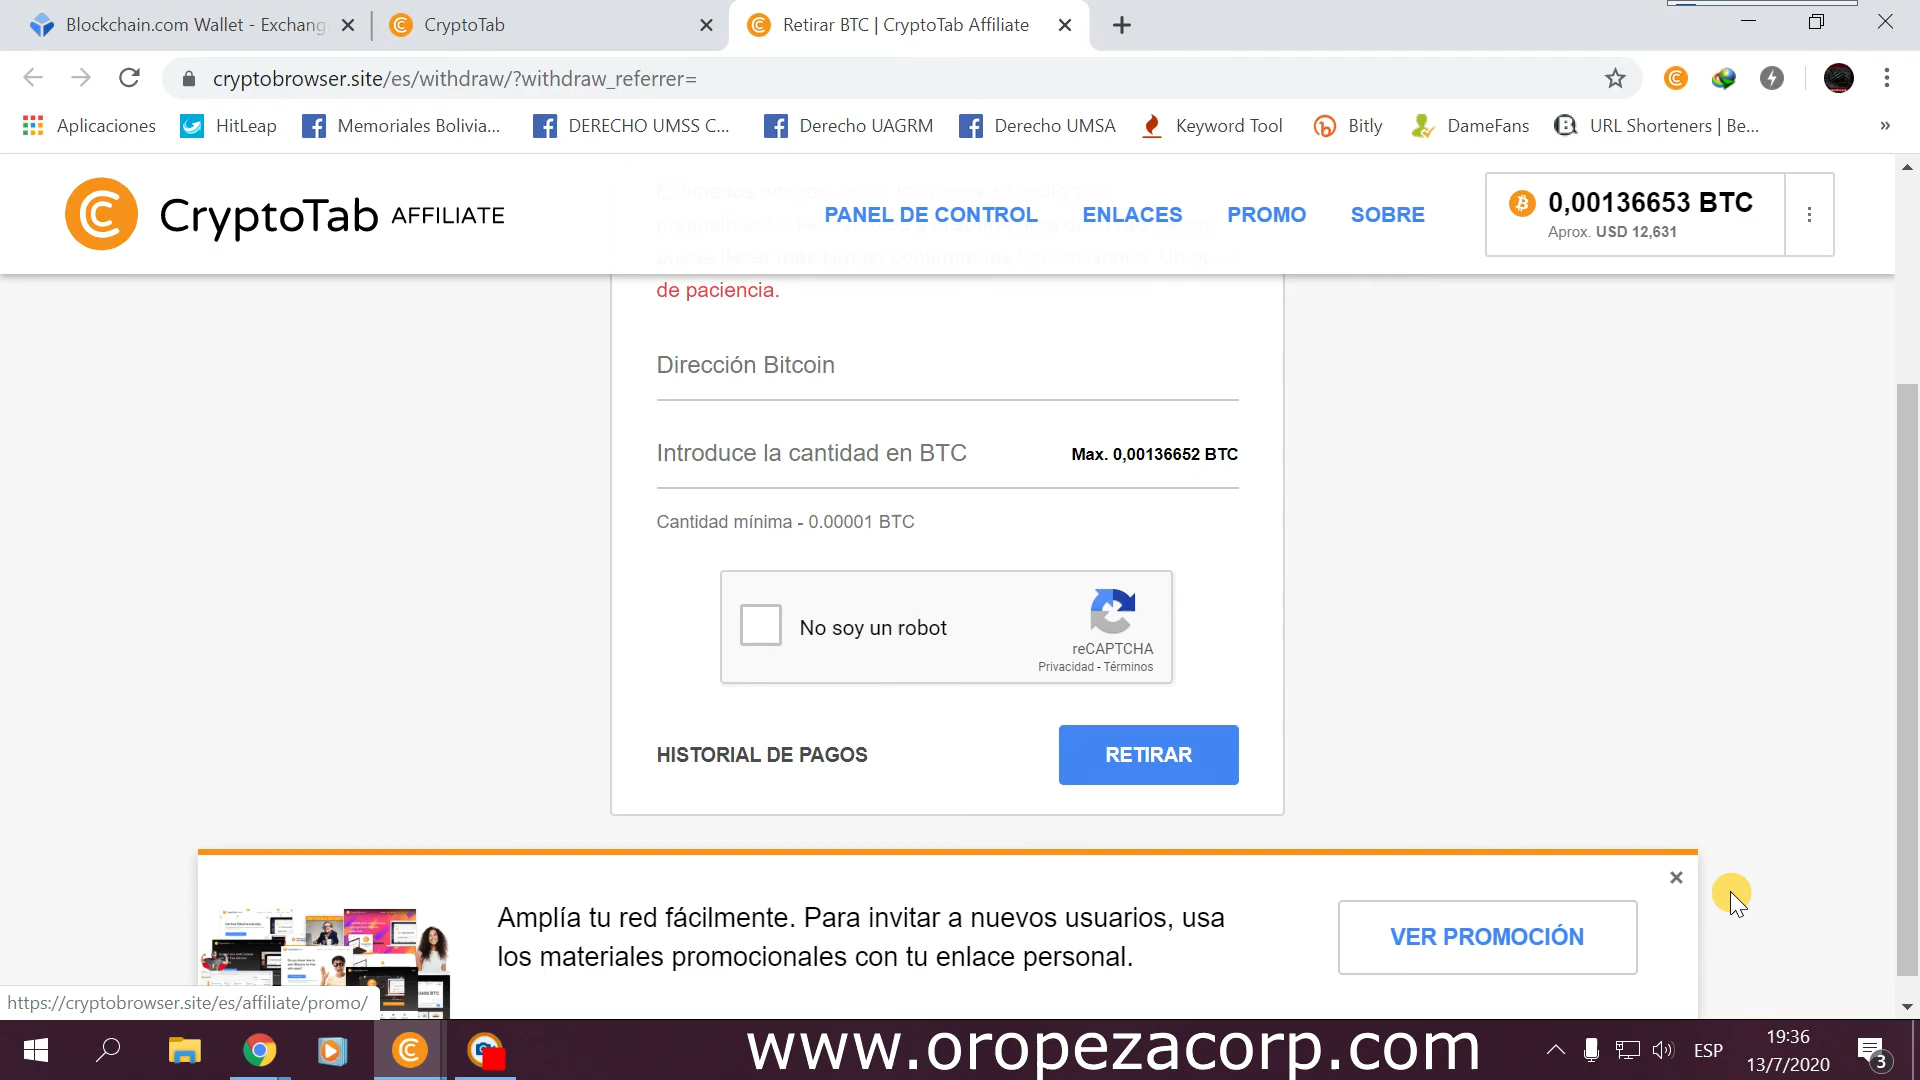 Blockchain.com Wallet - Exchang
CryptoTab
Retirar BTC | CryptoTab Affiliate
cryptobrowser.site/es/withdraw/?withdraw_referrer=
Aplicaciones
HitLeap
Memoriales Bolivia...
DERECHO UMSS C...
Derecho UAGRM
Derecho UMSA
Keyword Tool
Bitly
DameFans
URL Shorteners | Be...
»
CryptoTab AFFILIATE
PANEL DE CONTROL
ENLACES
PROMO
SOBRE
0,00136653 BTC
Aprox. USD 12,631
de paciencia.
Dirección Bitcoin
Introduce la cantidad en BTC
Max. 0,00136652 BTC
Cantidad mínima - 0.00001 BTC
No soy un robot
reCAPTCHA
Privacidad - Términos
HISTORIAL DE PAGOS
RETIRAR
Amplía tu red fácilmente. Para invitar a nuevos usuarios, usa
los materiales promocionales con tu enlace personal.
VER PROMOCIÓN
https://cryptobrowser.site/es/affiliate/promo/
www.oropezacorp.com
ESP
19:36
13/7/2020
3